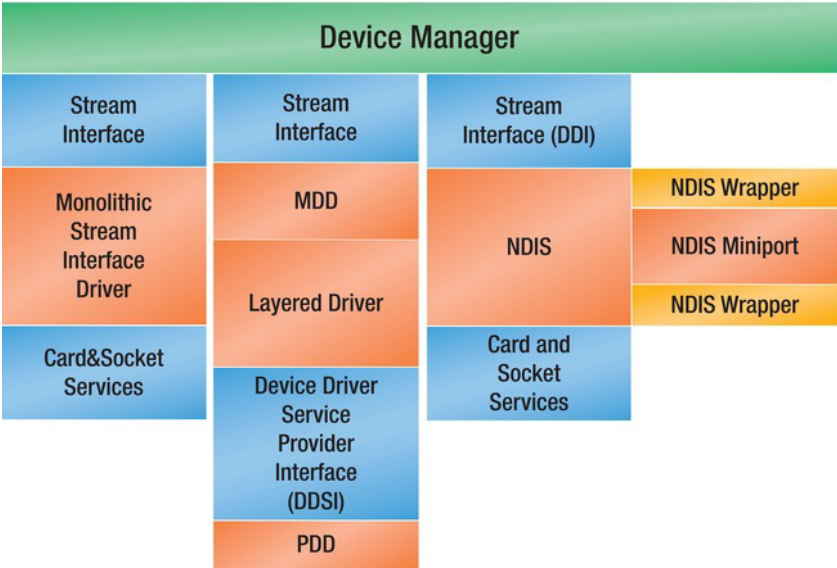 Device Manager
Stream
Interface
Monolithic
Stream
Interface
Driver
Card&Socket
Services
Stream
Interface
MDD
Layered Driver
Device Driver
Service
Provider
Interface
(DDSI)
PDD
Stream
Interface (DDI)
NDIS
Card and
Socket
Services
NDIS Wrapper
NDIS Miniport
NDIS Wrapper